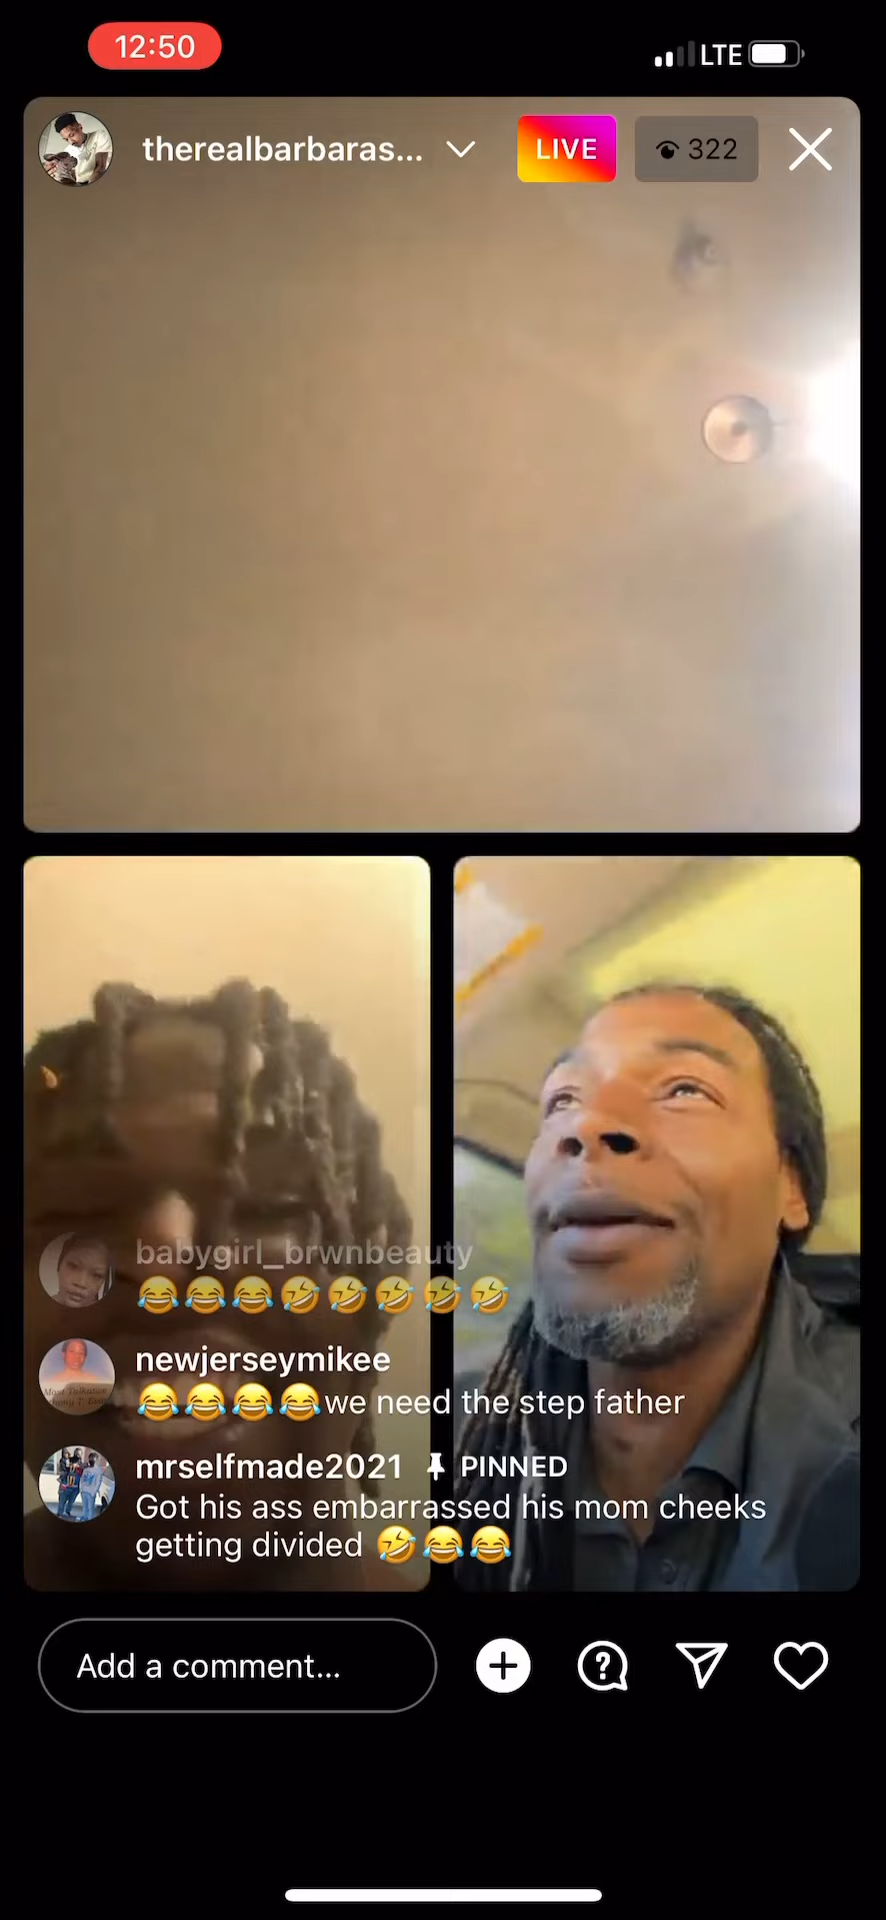 12:50
LTE
therealbarbaras...
LIVE
322
babygirl_brwnbeauty
😂😂😂🤣🤣🤣🤣🤣
newjerseymikee
😂😂😂😂we need the step father
mrselfmade2021 PINNED
Got his ass embarrassed his mom cheeks
getting divided 🤣😂😂
Add a comment...